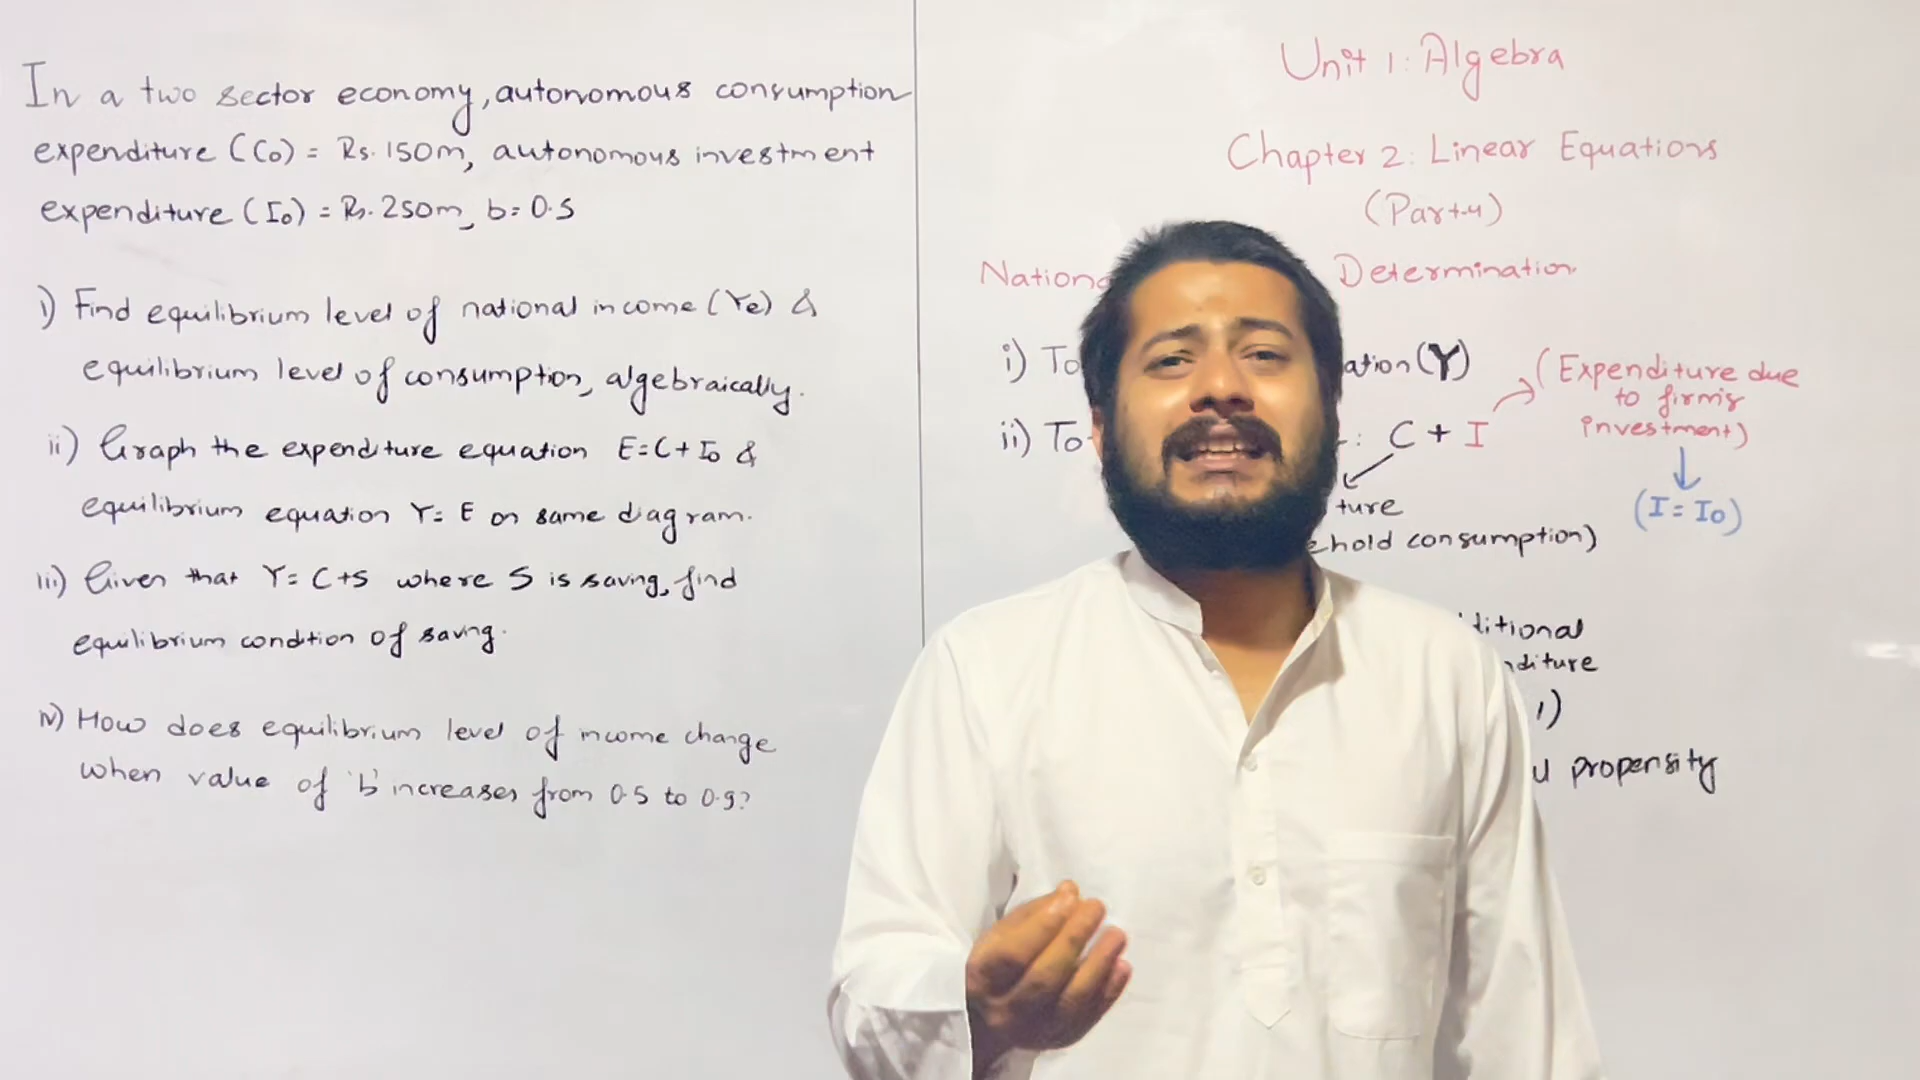 In a two sector economy, autonomous consumption
expenditure (Co) = Rs. 150m, autonomous investment
expenditure (Io) = Rs. 250m, b = 0.5
i) Find equilibrium level of national income (Ye) &
equilibrium level of consumption, algebraically.
ii) Graph the expenditure equation E=C+Io &
equilibrium equation Y=E on same diagram.
iii) Given that Y=C+S where S is saving, find
equilibrium condition of saving.
iv) How does equilibrium level of income change
when value of 'b' increases from 0.5 to 0.9?
Unit 1: Algebra
Chapter 2: Linear Equations
(Part-4)
Determination
i) To ation (Y)
ii) To : C + I
(Expenditure due
to firm's
investment)
(I = Io)
ture
hold consumption)
ditional
diture
1)
propensity